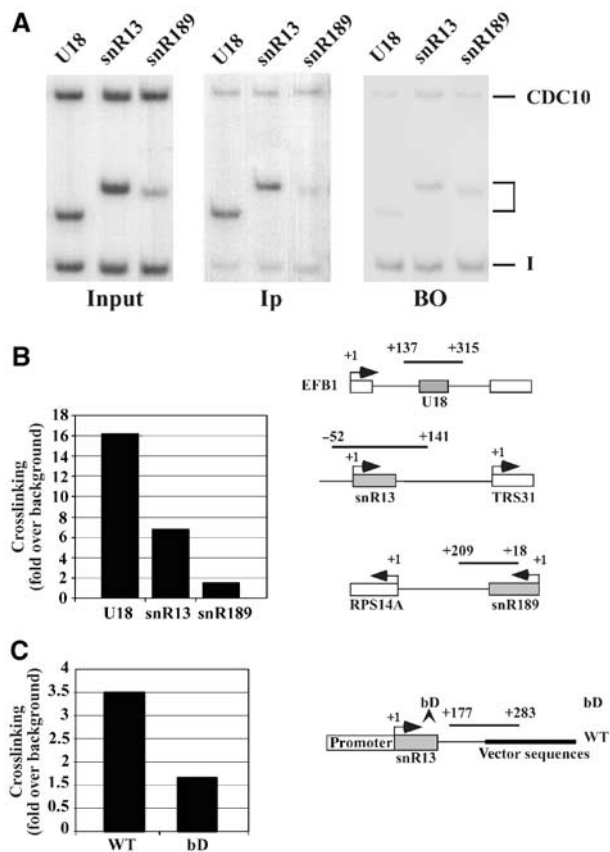 A
U18 snR13 snR189 U18 snR13 snR189 U18 snR13 snR189
CDC10
I
Input Ip BO
B
Crosslinking
(fold over background)
18
16
14
12
10
8
6
4
2
0
U18 snR13 snR189
+1 +137 +315
EFB1
U18
–52 +141
+1 +1
snR13 TRS31
+209 +18
+1 +1
RPS14A snR189
C
Crosslinking
(fold over background)
4
3.5
3.5
2.5
2
1.5
1.5
0.5
0
WT bD
bD bD
+1 +177 +283
Promoter WT
snR13 Vector sequences